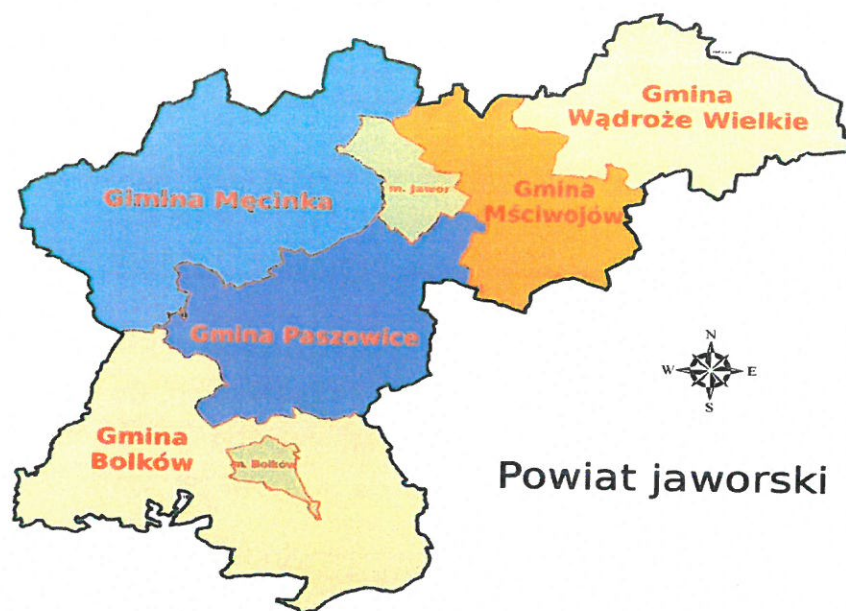 Gmina
Wądroże Wielkie
m. Jawor
Gmina
Mściwojów
Gmina Męcinka
Gmina Paszowice
N
W E
S
Gmina
Bolków
m. Bolków
Powiat jaworski